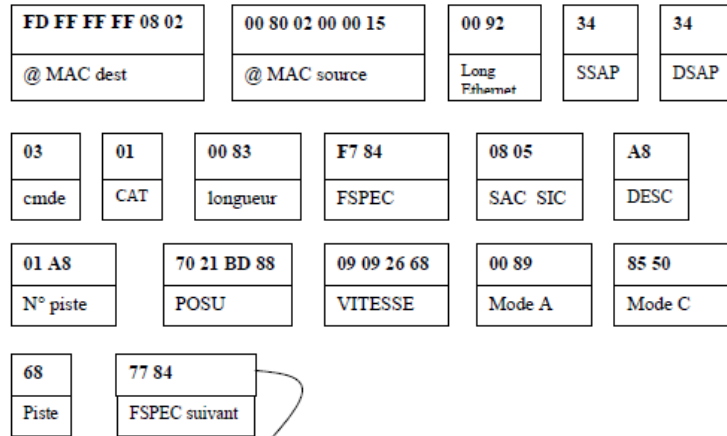 FD FF FF FF 08 02
00 80 02 00 00 15
00 92
34
34
@ MAC dest
@ MAC source
Long
Ethernet
SSAP
DSAP
03
01
00 83
F7 84
08 05
A8
cmde
CAT
longueur
FSPEC
SAC SIC
DESC
01 A8
70 21 BD 88
09 09 26 68
00 89
85 50
N° piste
POSU
VITESSE
Mode A
Mode C
68
77 84
Piste
FSPEC suivant